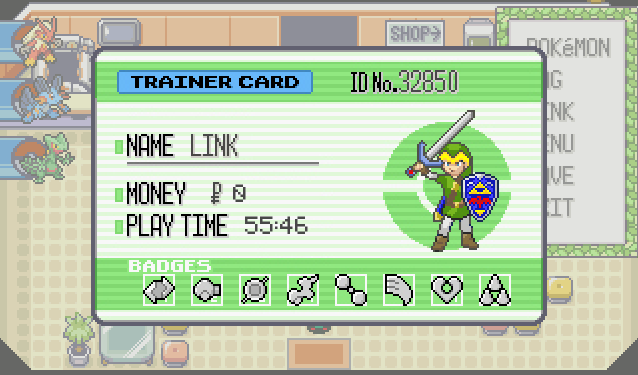 SHOP→
POKéMON
TRAINER CARD
ID No.32850
NAME LINK
MONEY ₽ 0
PLAY TIME 55:46
BADGES